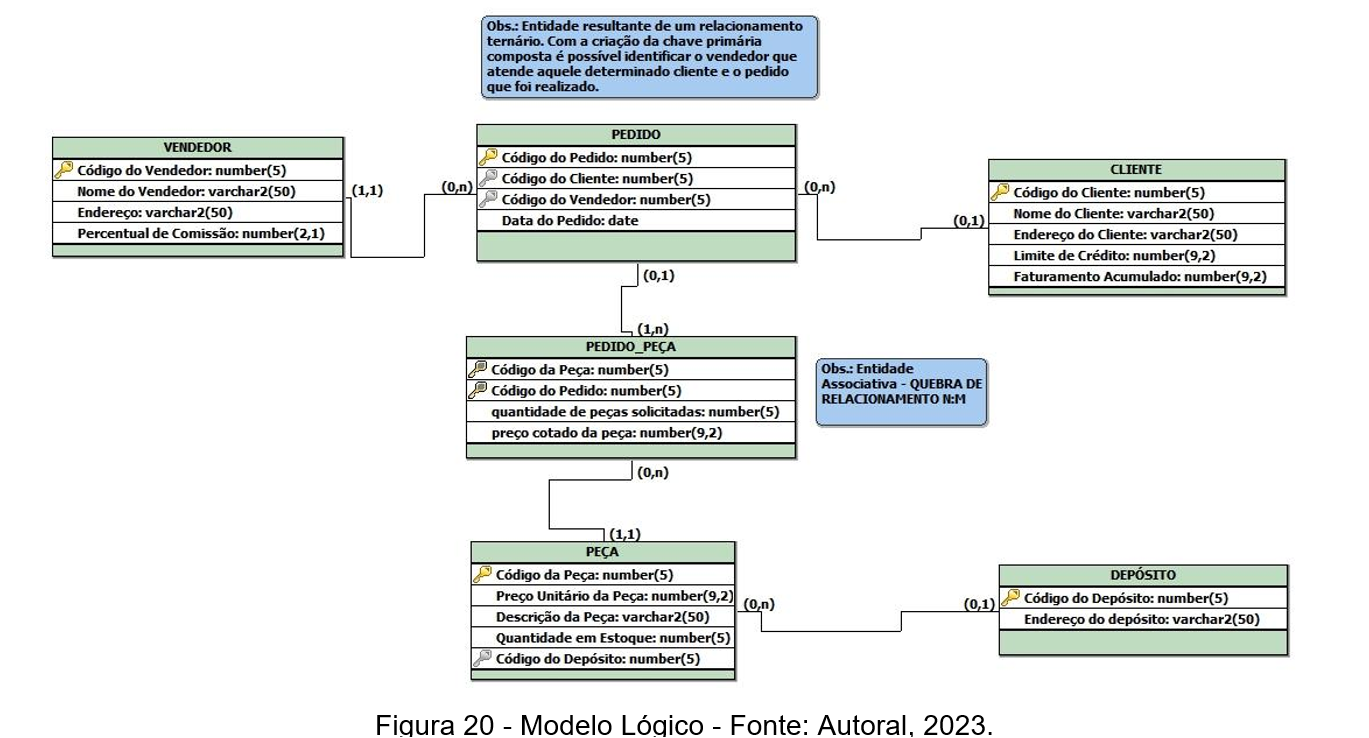 Obs.: Entidade resultante de um relacionamento
ternário. Com a criação da chave primária
composta é possível identificar o vendedor que
atende aquele determinado cliente e o pedido
que foi realizado.
VENDEDOR
Código do Vendedor: number(5)
Nome do Vendedor: varchar2(50)
Endereço: varchar2(50)
Percentual de Comissão: number(2,1)
(1,1)
(0,n)
PEDIDO
Código do Pedido: number(5)
Código do Cliente: number(5)
Código do Vendedor: number(5)
Data do Pedido: date
(0,n)
(0,1)
CLIENTE
Código do Cliente: number(5)
Nome do Cliente: varchar2(50)
Endereço do Cliente: varchar2(50)
Limite de Crédito: number(9,2)
Faturamento Acumulado: number(9,2)
(0,1)
(1,n)
PEDIDO_PEÇA
Código da Peça: number(5)
Código do Pedido: number(5)
quantidade de peças solicitadas: number(5)
preço cotado da peça: number(9,2)
Obs.: Entidade
Associativa - QUEBRA DE
RELACIONAMENTO N:M
(0,n)
(1,1)
PEÇA
Código da Peça: number(5)
Preço Unitário da Peça: number(9,2)
Descrição da Peça: varchar2(50)
Quantidade em Estoque: number(5)
Código do Depósito: number(5)
(0,n)
(0,1)
DEPÓSITO
Código do Depósito: number(5)
Endereço do depósito: varchar2(50)
Figura 20 - Modelo Lógico - Fonte: Autoral, 2023.